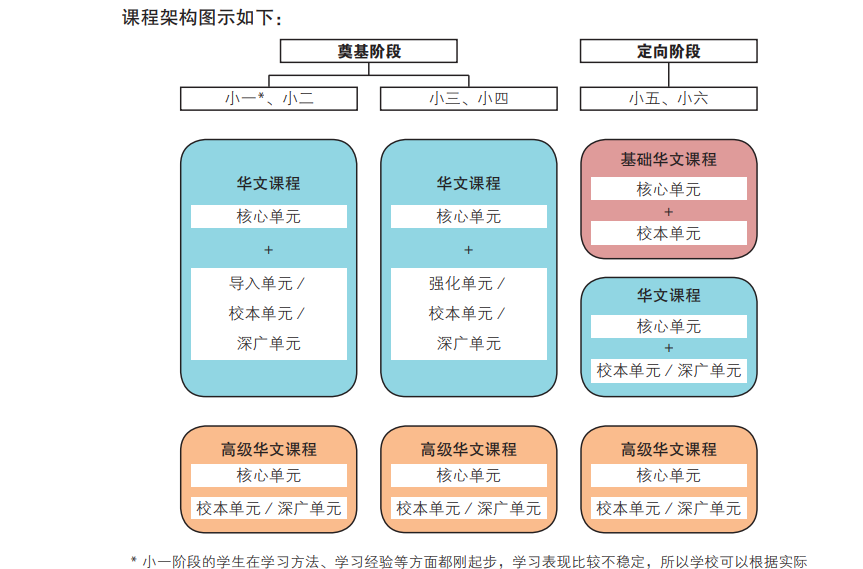 课程架构图示如下：
奠基阶段
定向阶段
小一*、小二
小三、小四
小五、小六
华文课程
核心单元
+
导入单元 /
校本单元 /
深广单元
华文课程
核心单元
+
强化单元 /
校本单元 /
深广单元
基础华文课程
核心单元
+
校本单元
华文课程
核心单元
+
校本单元 / 深广单元
高级华文课程
核心单元
校本单元 / 深广单元
高级华文课程
核心单元
校本单元 / 深广单元
高级华文课程
核心单元
校本单元 / 深广单元
* 小一阶段的学生在学习方法、学习经验等方面都刚起步，学习表现比较不稳定，所以学校可以根据实际